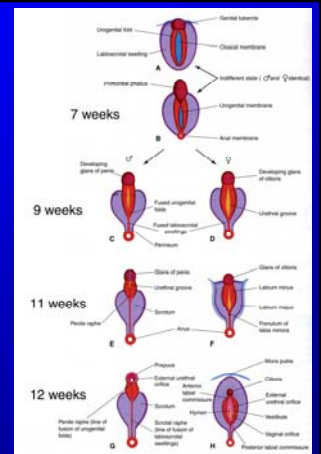 Genital tubercle
Urogenital fold
Labioscrotal swelling
Cloacal membrane
A
Indifferent state ( ♂and ♀identical)
Primordial phallus
Urogenital membrane
7 weeks
B
Anal membrane
♂
♀
Developing
glans of penis
Developing glans
of clitoris
9 weeks
Fused urogenital
folds
Urethral groove
Fused labioscrotal
swellings
C
D
Perineum
Glans of penis
Glans of clitoris
Urethral groove
Labium minus
11 weeks
Scrotum
Labium majus
Penile raphe
Anus
Frenulum of
labia minora
E
F
Prepuce
Mons pubis
12 weeks
External urethral
orifice
Clitoris
Anterior
labial
commissure
External
urethral orifice
Scrotum
Hymen
Vestibule
Penile raphe (line
of fusion of urogenital
folds)
Scrotal raphe
(line of fusion
of labioscrotal
swellings)
Vaginal orifice
G
H
Posterior labial commissure